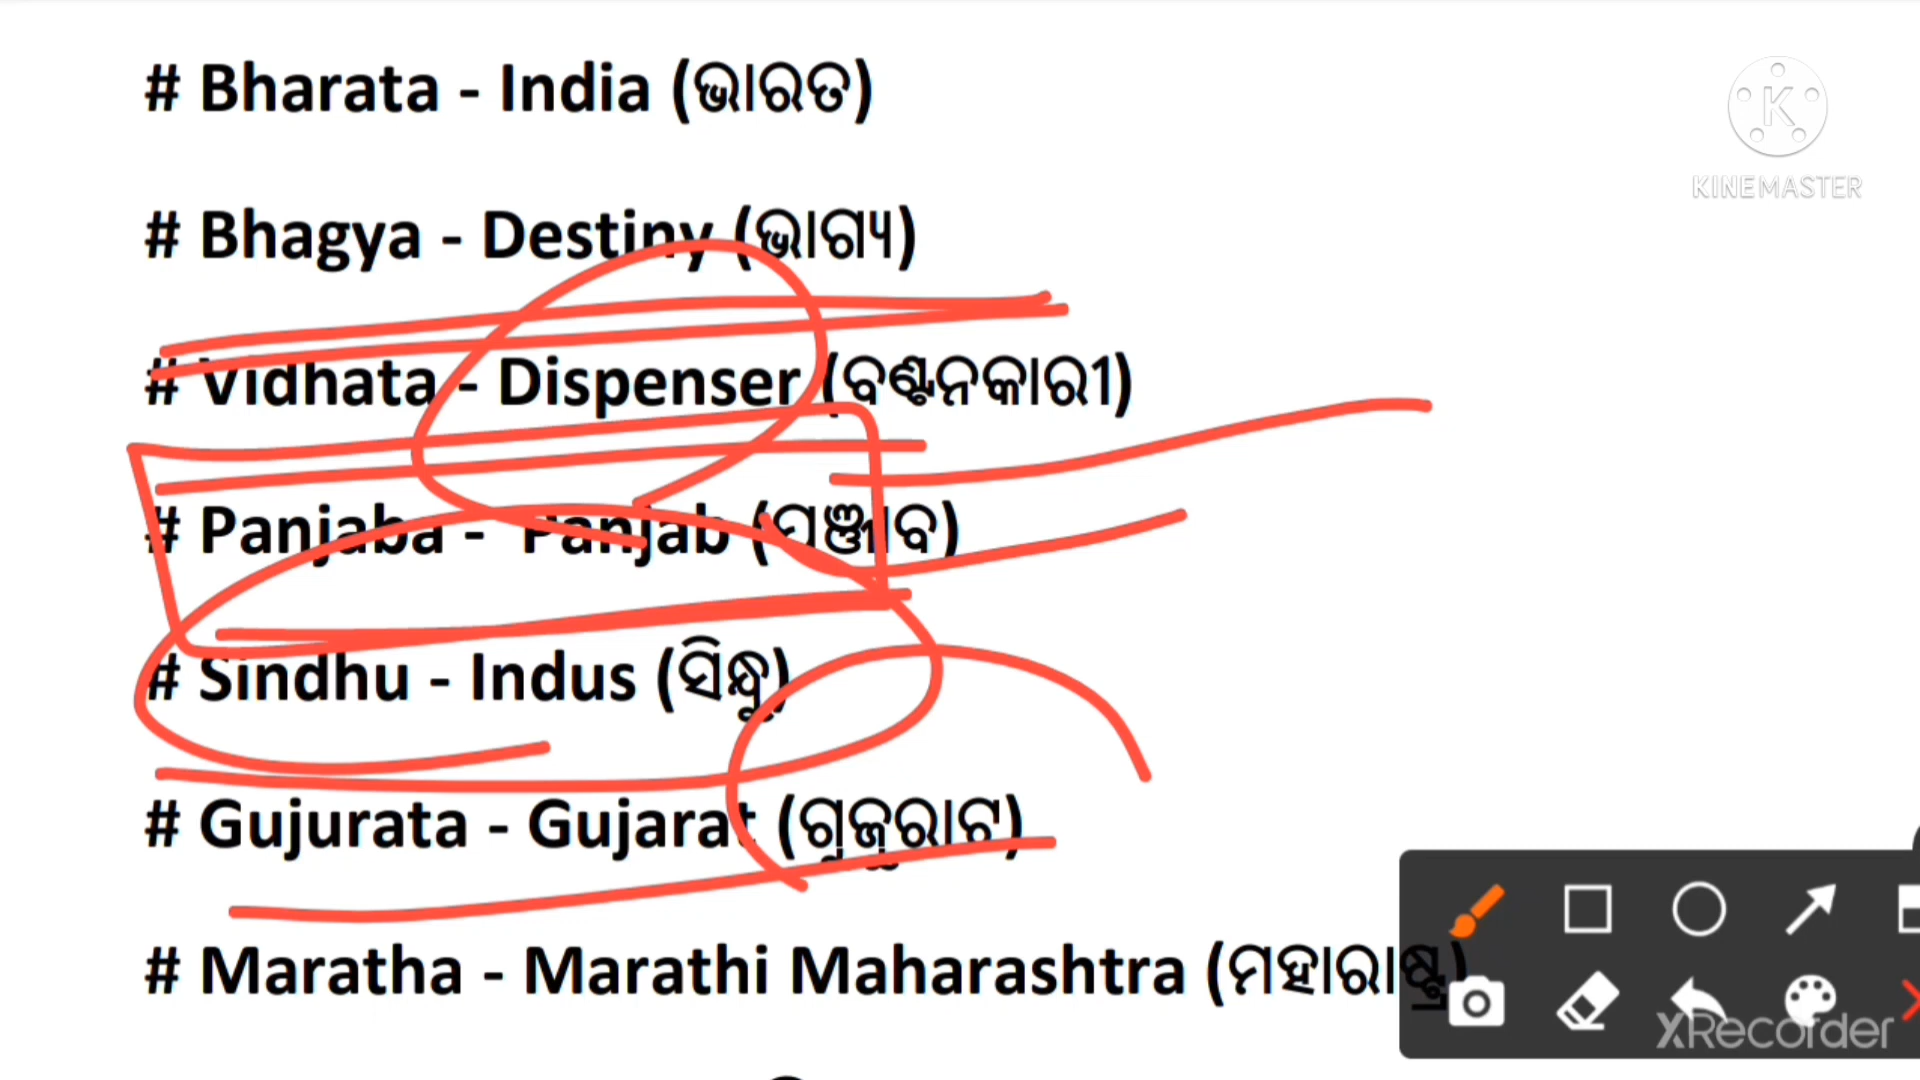 # Bharata - India (ଭାରତ)
KINEMASTER
# Bhagya - Destiny (ଭାଗ୍ୟ)
# Vidhata - Dispenser (ବଣ୍ଟନକାରୀ)
# Panjaba - Panjab (ପଞ୍ଜାବ)
# Sindhu - Indus (ସିନ୍ଧୁ)
# Gujurata - Gujarat (ଗୁଜୁରାଟ)
# Maratha - Marathi Maharashtra (ମହାରାଷ୍ଟ୍ର)
XRecorder